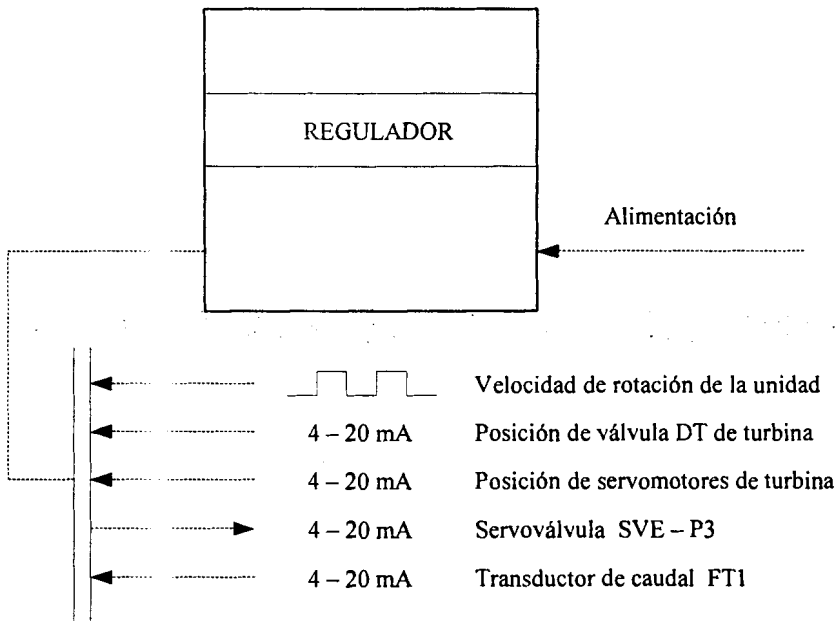 REGULADOR
Alimentación
Velocidad de rotación de la unidad
4 – 20 mA Posición de válvula DT de turbina
4 – 20 mA Posición de servomotores de turbina
4 – 20 mA Servoválvula SVE – P3
4 – 20 mA Transductor de caudal FT1